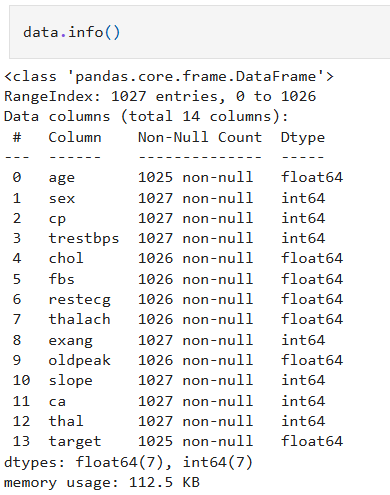 data.info()
<class 'pandas.core.frame.DataFrame'>
RangeIndex: 1027 entries, 0 to 1026
Data columns (total 14 columns):
 #   Column    Non-Null Count  Dtype
---  ------    --------------  -----
 0   age       1025 non-null   float64
 1   sex       1027 non-null   int64
 2   cp        1027 non-null   int64
 3   trestbps  1027 non-null   int64
 4   chol      1026 non-null   float64
 5   fbs       1026 non-null   float64
 6   restecg   1026 non-null   float64
 7   thalach   1026 non-null   float64
 8   exang     1027 non-null   int64
 9   oldpeak   1026 non-null   float64
 10  slope     1027 non-null   int64
 11  ca        1027 non-null   int64
 12  thal      1027 non-null   int64
 13  target    1025 non-null   float64
dtypes: float64(7), int64(7)
memory usage: 112.5 KB